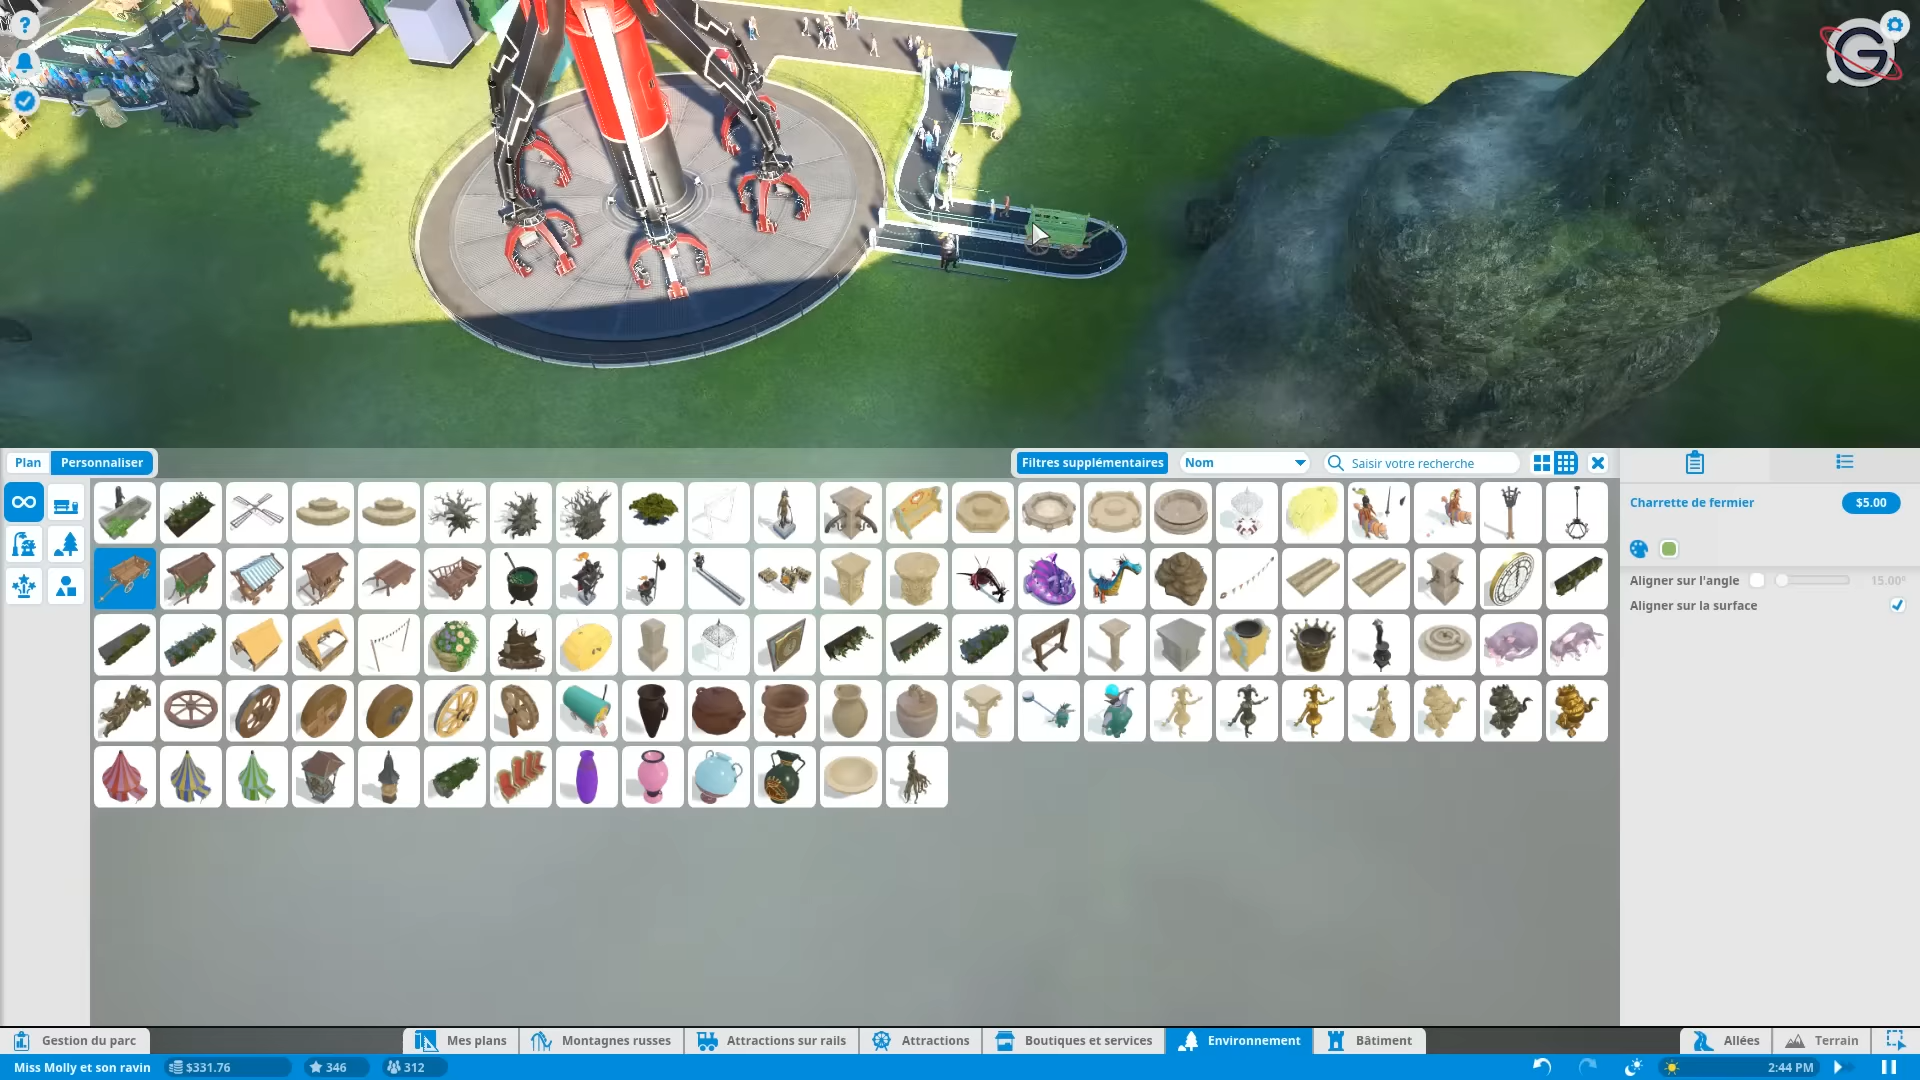 ?
G
Plan
Personnaliser
Filtres supplémentaires
Nom
Saisir votre recherche
Charrette de fermier
$5.00
Aligner sur l'angle
15.00°
Aligner sur la surface
Gestion du parc
Mes plans
Montagnes russes
Attractions sur rails
Attractions
Boutiques et services
Environnement
Bâtiment
Allées
Terrain
Miss Molly et son ravin
$331.76
346
312
2:44 PM